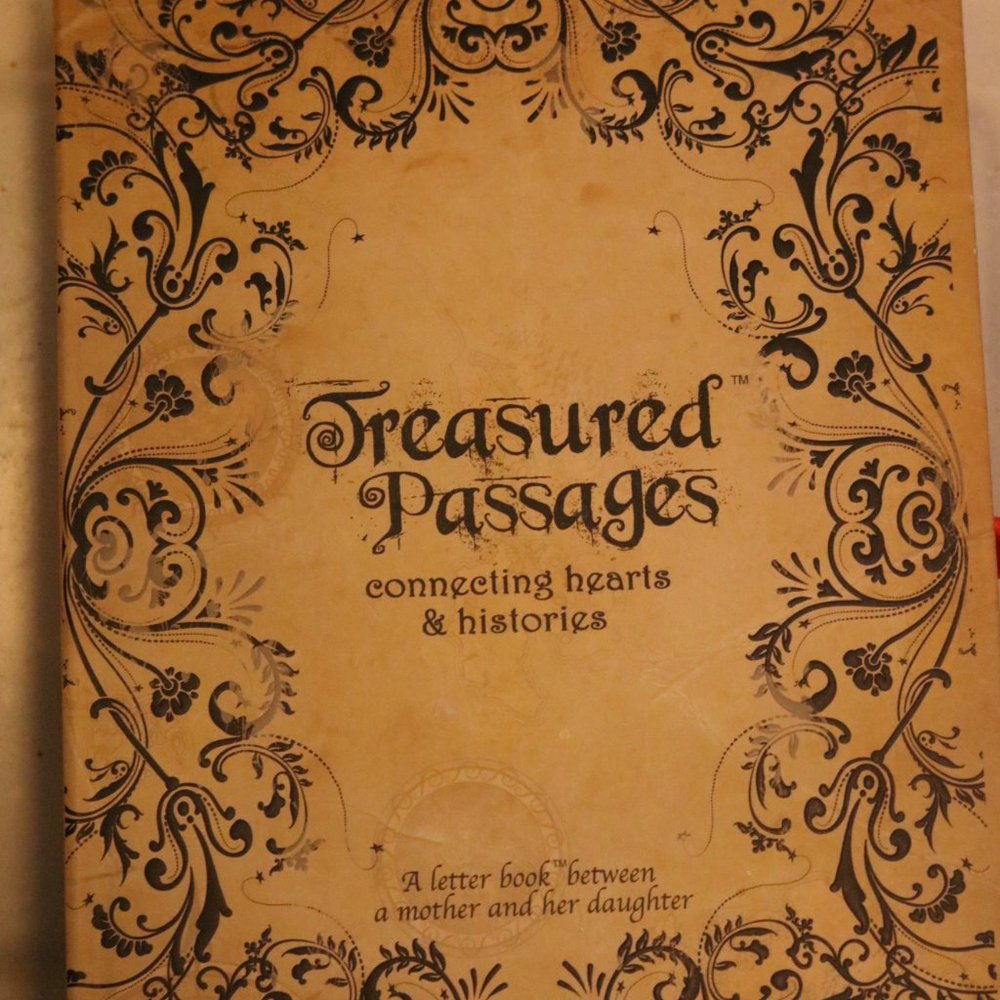 Treasured™
Passages
connecting hearts
& histories
A letter book™ between
a mother and her daughter